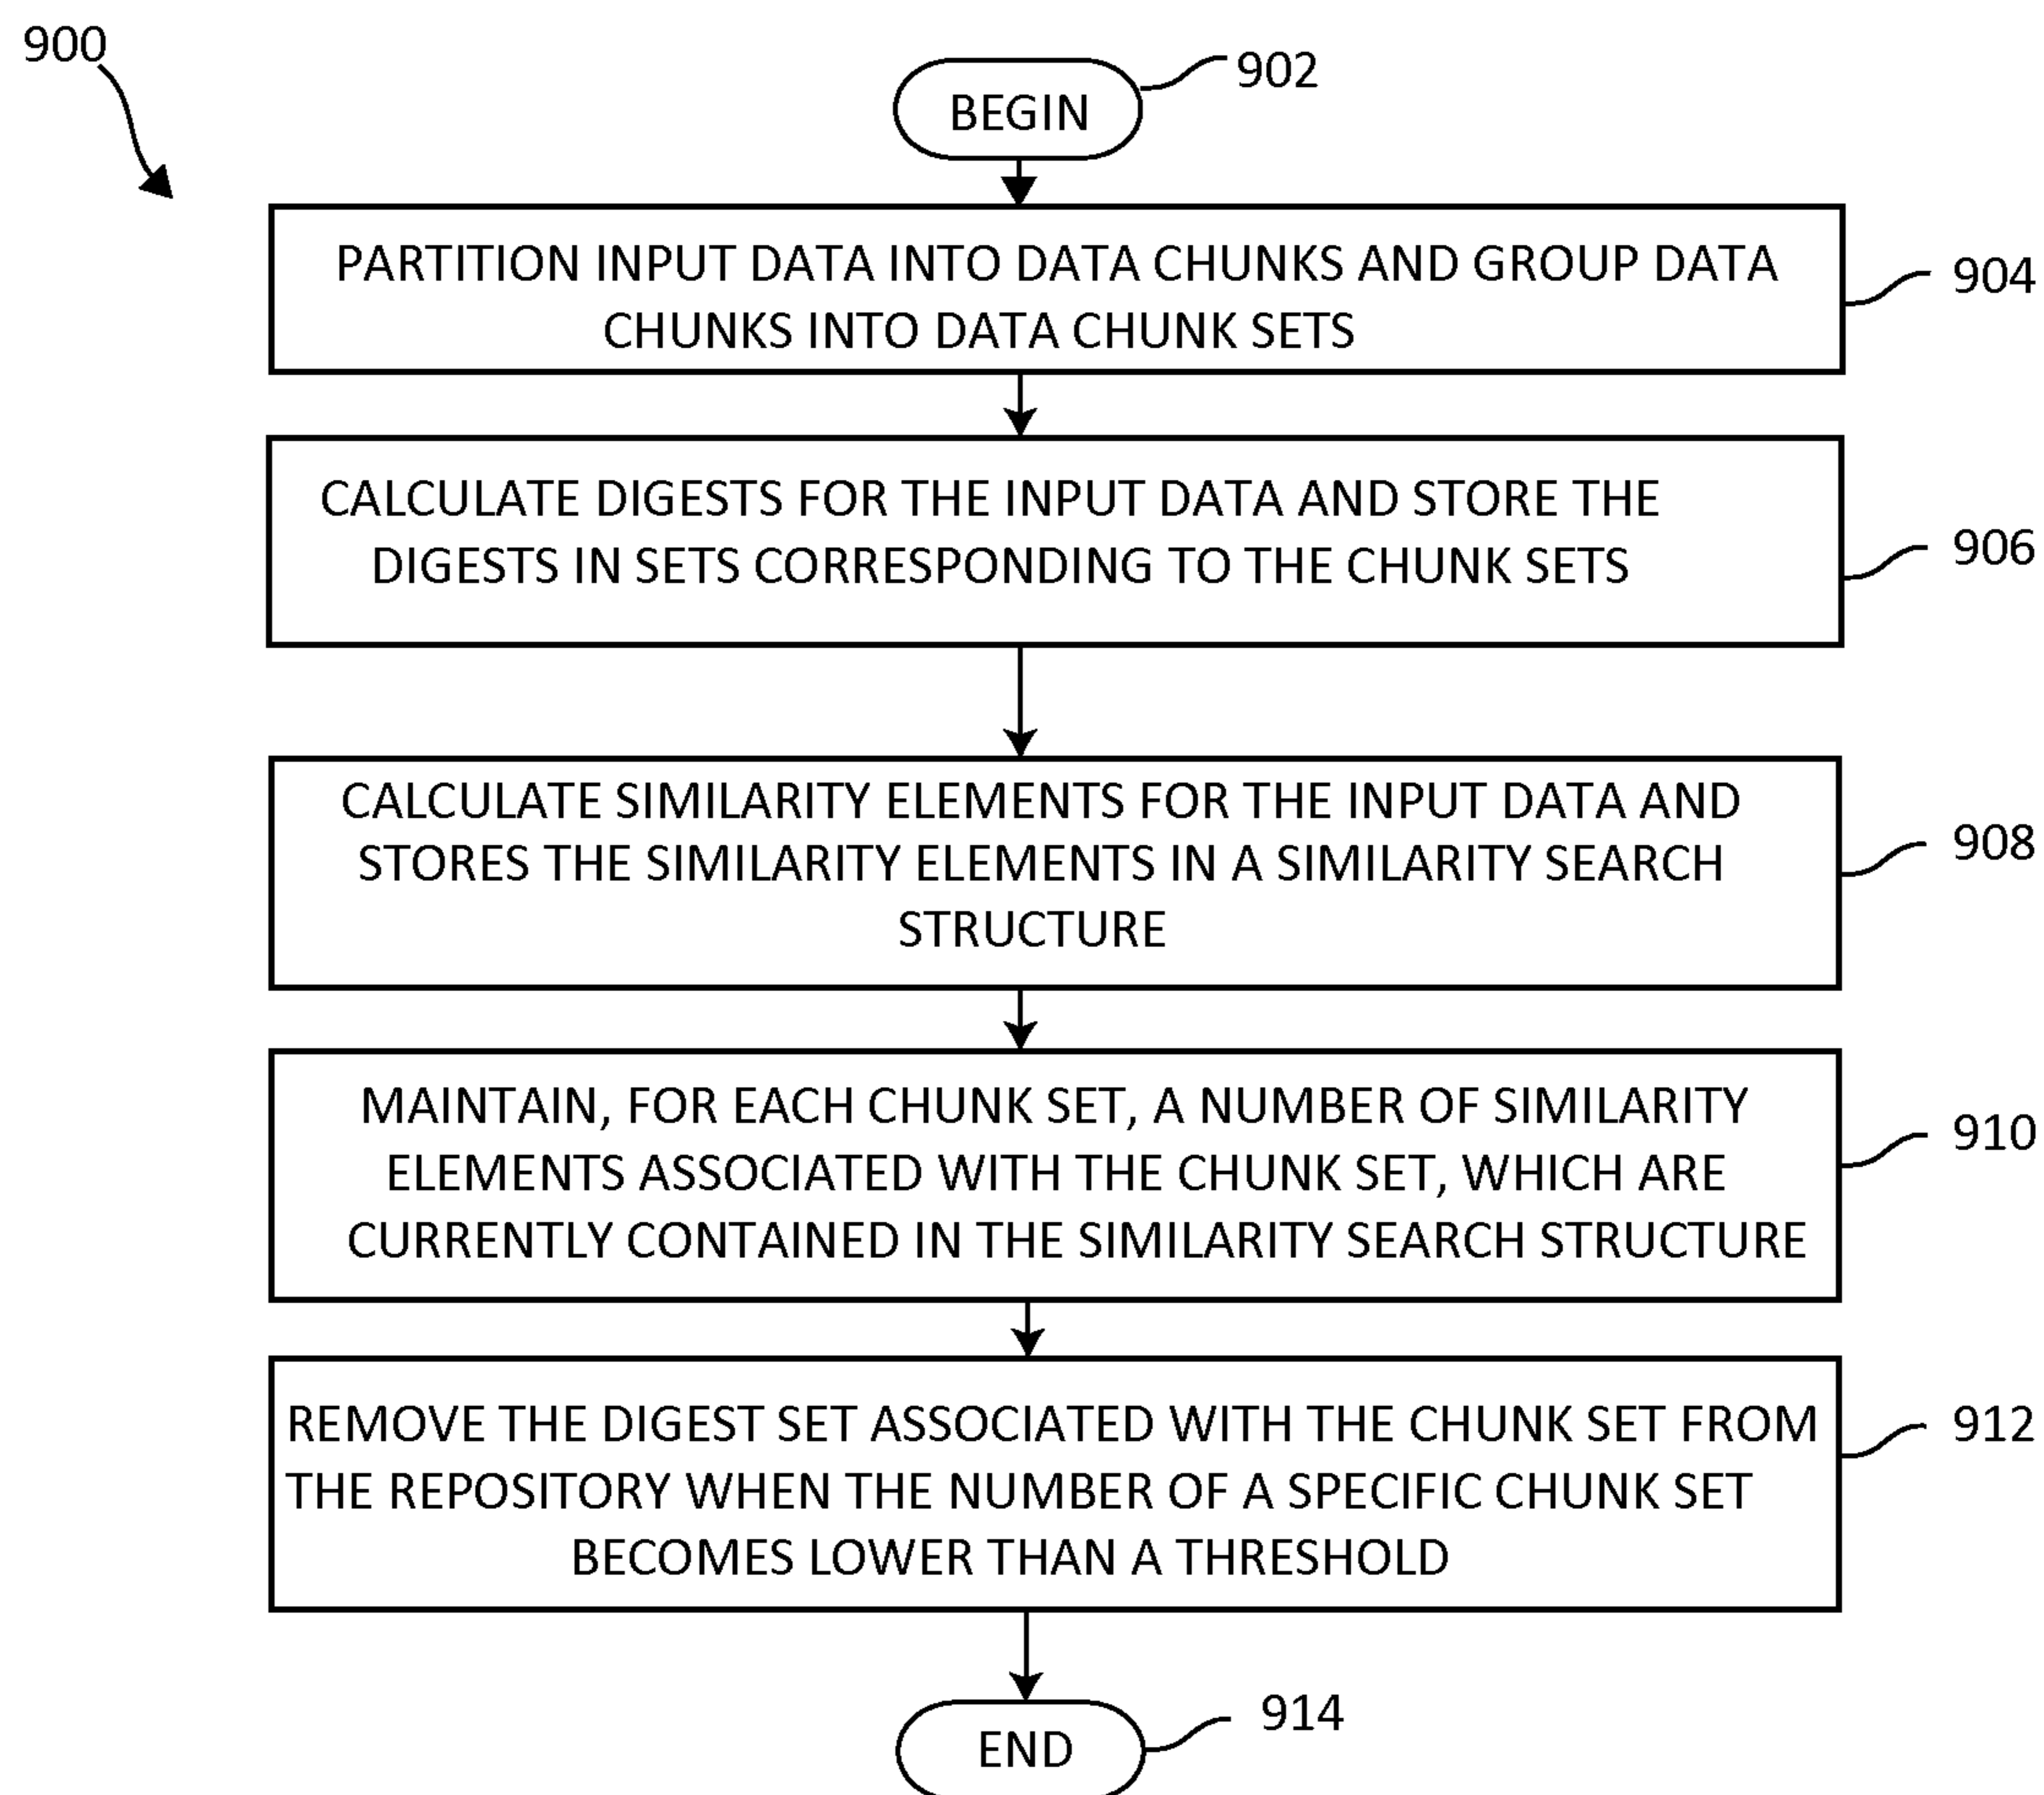 900
BEGIN
902
PARTITION INPUT DATA INTO DATA CHUNKS AND GROUP DATA
CHUNKS INTO DATA CHUNK SETS
904
CALCULATE DIGESTS FOR THE INPUT DATA AND STORE THE
DIGESTS IN SETS CORRESPONDING TO THE CHUNK SETS
906
CALCULATE SIMILARITY ELEMENTS FOR THE INPUT DATA AND
STORES THE SIMILARITY ELEMENTS IN A SIMILARITY SEARCH
STRUCTURE
908
MAINTAIN, FOR EACH CHUNK SET, A NUMBER OF SIMILARITY
ELEMENTS ASSOCIATED WITH THE CHUNK SET, WHICH ARE
CURRENTLY CONTAINED IN THE SIMILARITY SEARCH STRUCTURE
910
REMOVE THE DIGEST SET ASSOCIATED WITH THE CHUNK SET FROM
THE REPOSITORY WHEN THE NUMBER OF A SPECIFIC CHUNK SET
BECOMES LOWER THAN A THRESHOLD
912
END
914